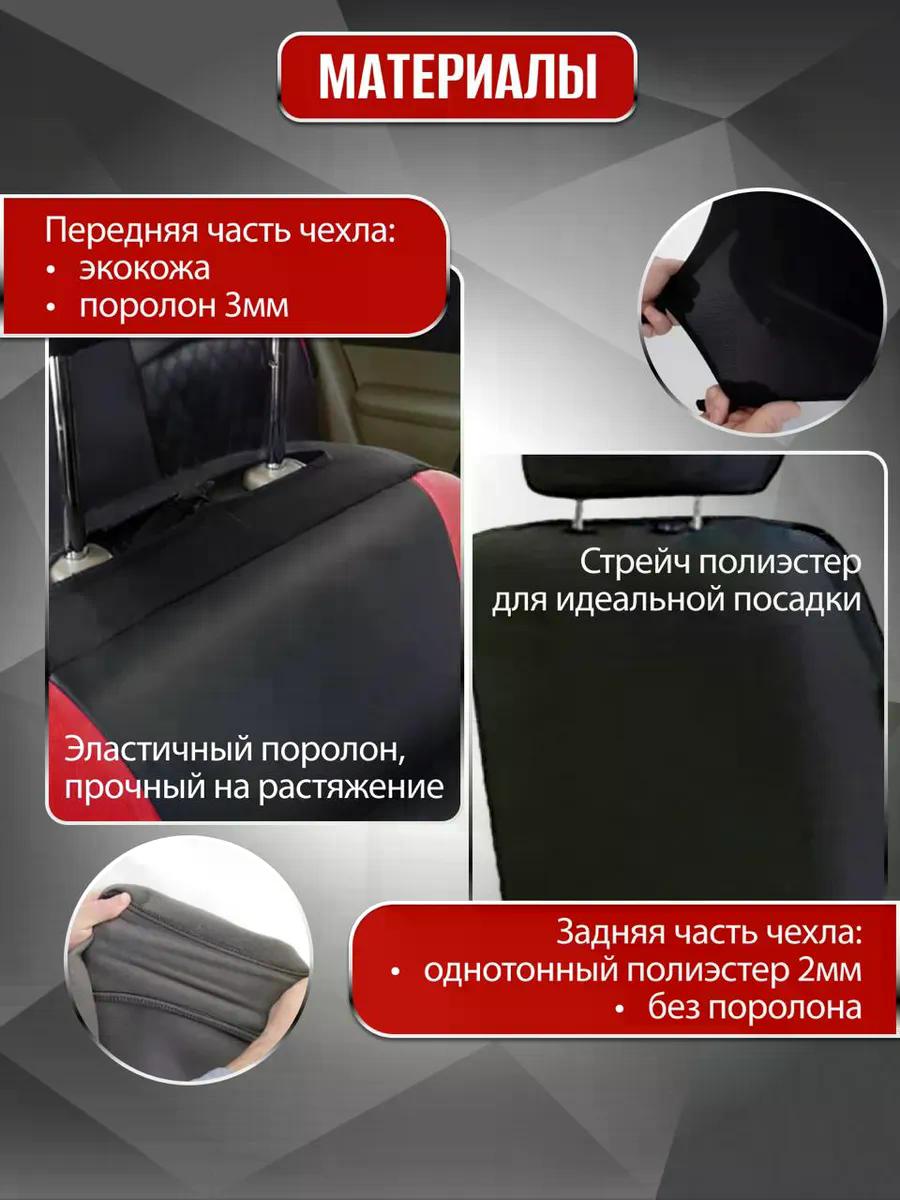 МАТЕРИАЛЫ
Передняя часть чехла:
• экокожа
• поролон 3мм
Стрейч полиэстер
для идеальной посадки
Эластичный поролон,
прочный на растяжение
Задняя часть чехла:
• однотонный полиэстер 2мм
• без поролона